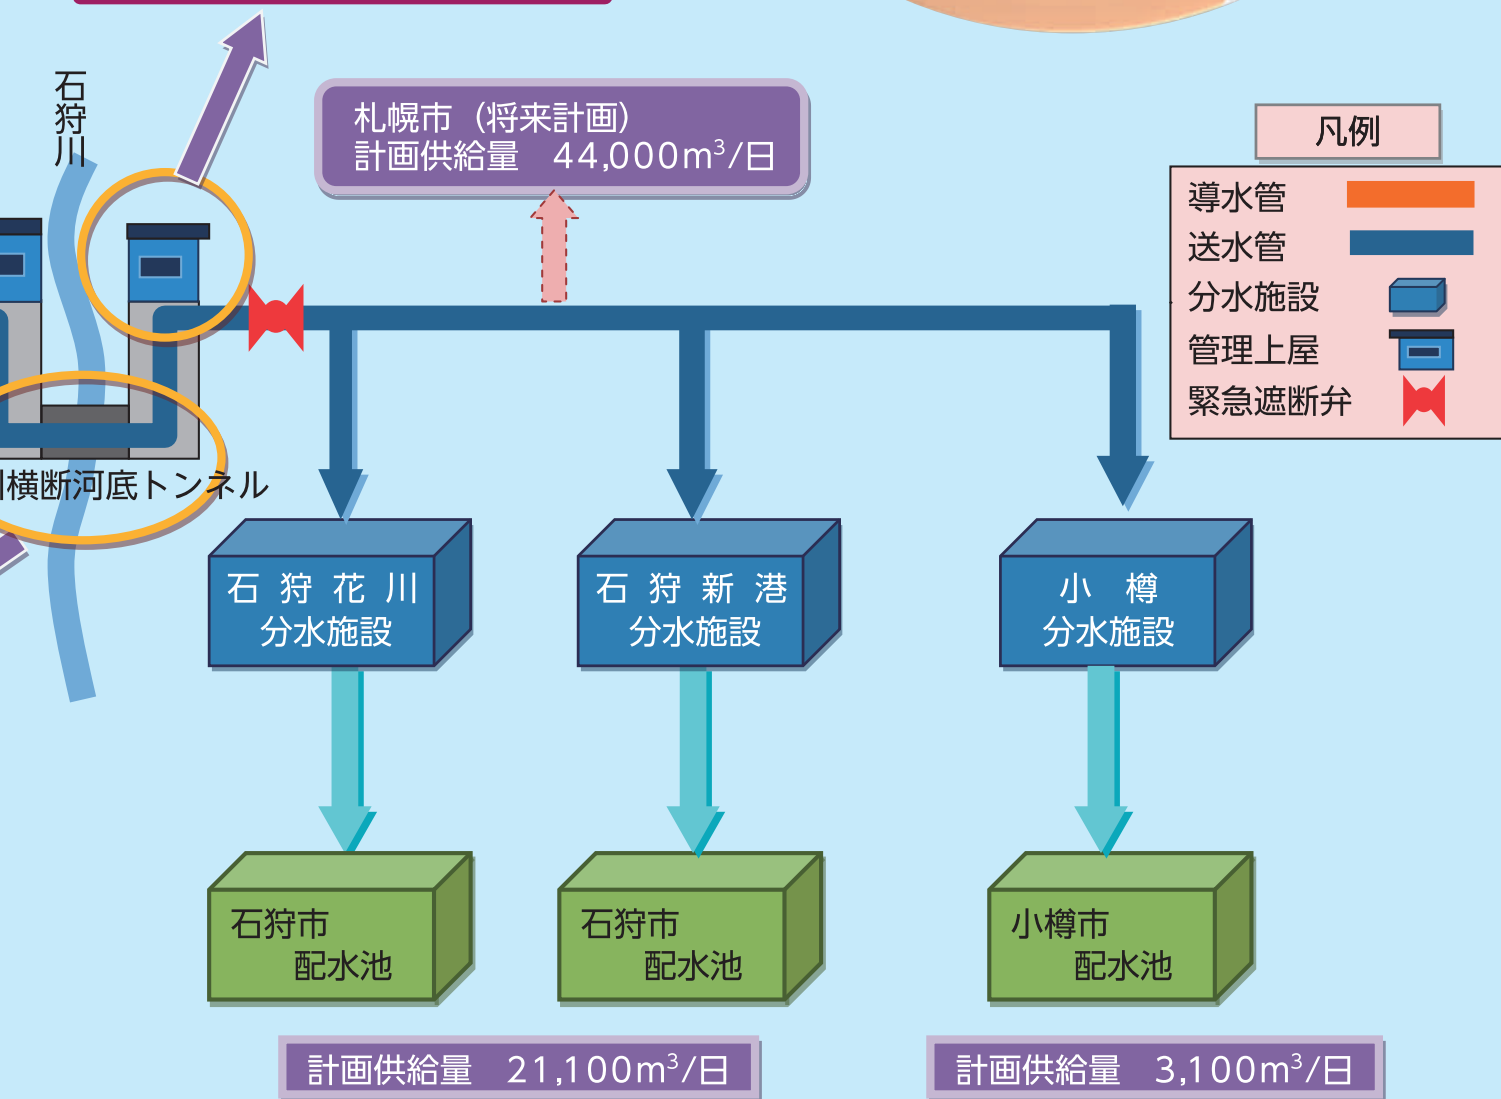 石狩川
札幌市（将来計画）
計画供給量　44,000m³/日
凡例
導水管
送水管
分水施設
管理上屋
緊急遮断弁
横断河底トンネル
石狩花川
分水施設
石狩新港
分水施設
小樽
分水施設
石狩市
配水池
石狩市
配水池
小樽市
配水池
計画供給量　21,100m³/日
計画供給量　3,100m³/日